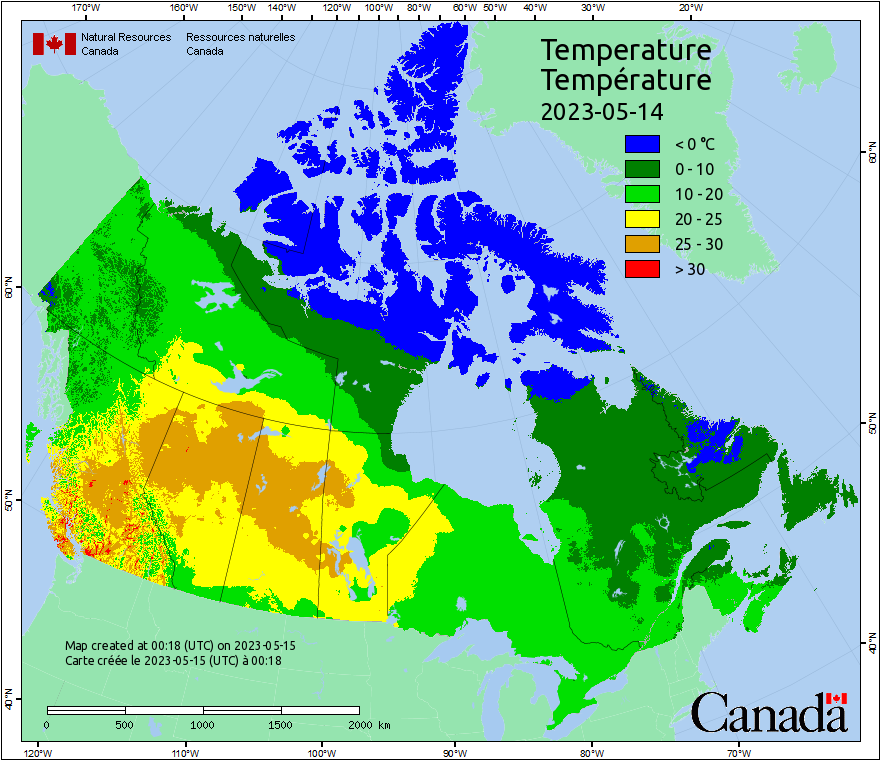 170°W 160°W 150°W 140°W 130°W 120°W 110°W 100°W 90°W 80°W 70°W 60°W 50°W 40°W 30°W 20°W
Natural Resources Ressources naturelles
Canada Canada
Temperature
Température
2023-05-14
< 0 °C
0 - 10
10 - 20
20 - 25
25 - 30
> 30
60°N
60°N
50°N
50°N
40°N
40°N
Map created at 00:18 (UTC) on 2023-05-15
Carte créée le 2023-05-15 (UTC) à 00:18
0 500 1000 1500 2000 km
Canada
120°W 110°W 100°W 90°W 80°W 70°W